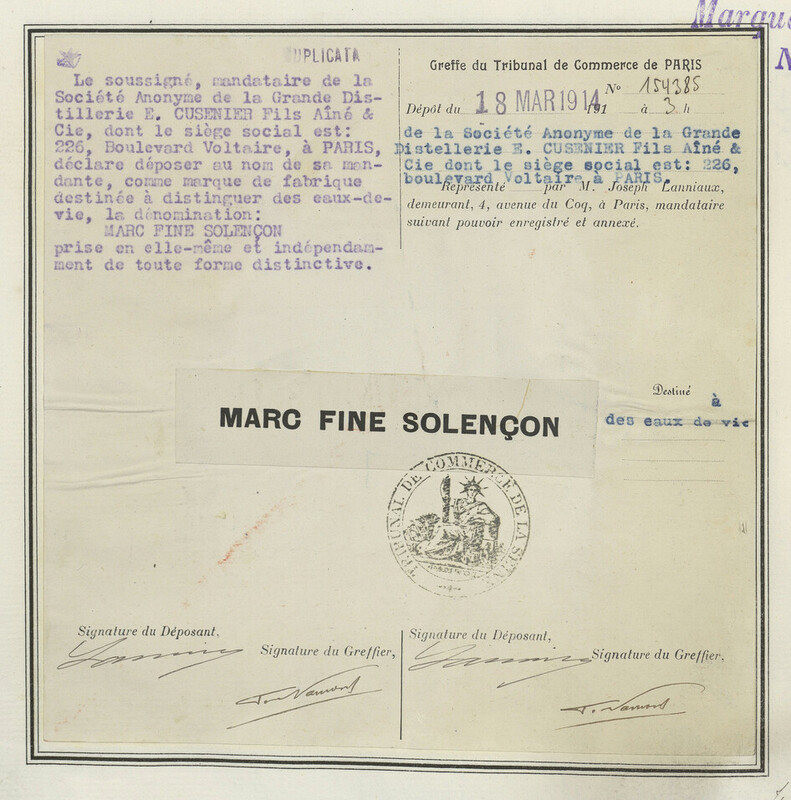 Marqu
N
DUPLICATA
Le soussigné, mandataire de la
Société Anonyme de la Grande Dis-
tillerie E. CUSENIER Fils Aîné &
Cie, dont le siège social est:
226, Boulevard Voltaire, à PARIS,
déclare déposer au nom de sa man-
dante, comme marque de fabrique
destinée à distinguer des eaux-de-
vie, la dénomination:
MARC FINE SOLENÇON
prise en elle-même et indépendam-
ment de toute forme distinctive.
Greffe du Tribunal de Commerce de PARIS
N° 154385
Dépôt du 18 MAR 1914 191 à 3 h
de la Société Anonyme de la Grande
Distellerie E. CUSENIER Fils Aîné &
Cie dont le siège social est: 226,
boulevard Voltaire à PARIS.
Représenté par M. Joseph Lanniaux,
demeurant, 4, avenue du Coq, à Paris, mandataire
suivant pouvoir enregistré et annexé.
MARC FINE SOLENÇON
Destiné à
des eaux de vie
TRIBUNAL DE COMMERCE DE LA SEINE
Signature du Déposant,
Signature du Greffier,
Signature du Déposant,
Signature du Greffier,